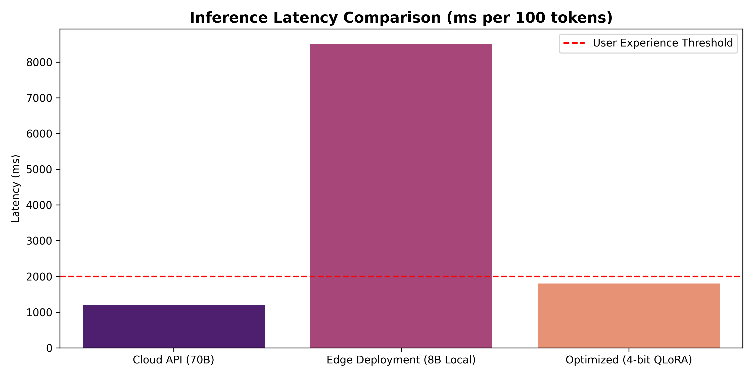 Inference Latency Comparison (ms per 100 tokens)
User Experience Threshold
Latency (ms)
8000
7000
6000
5000
4000
3000
2000
1000
0
Cloud API (70B)
Edge Deployment (8B Local)
Optimized (4-bit QLoRA)